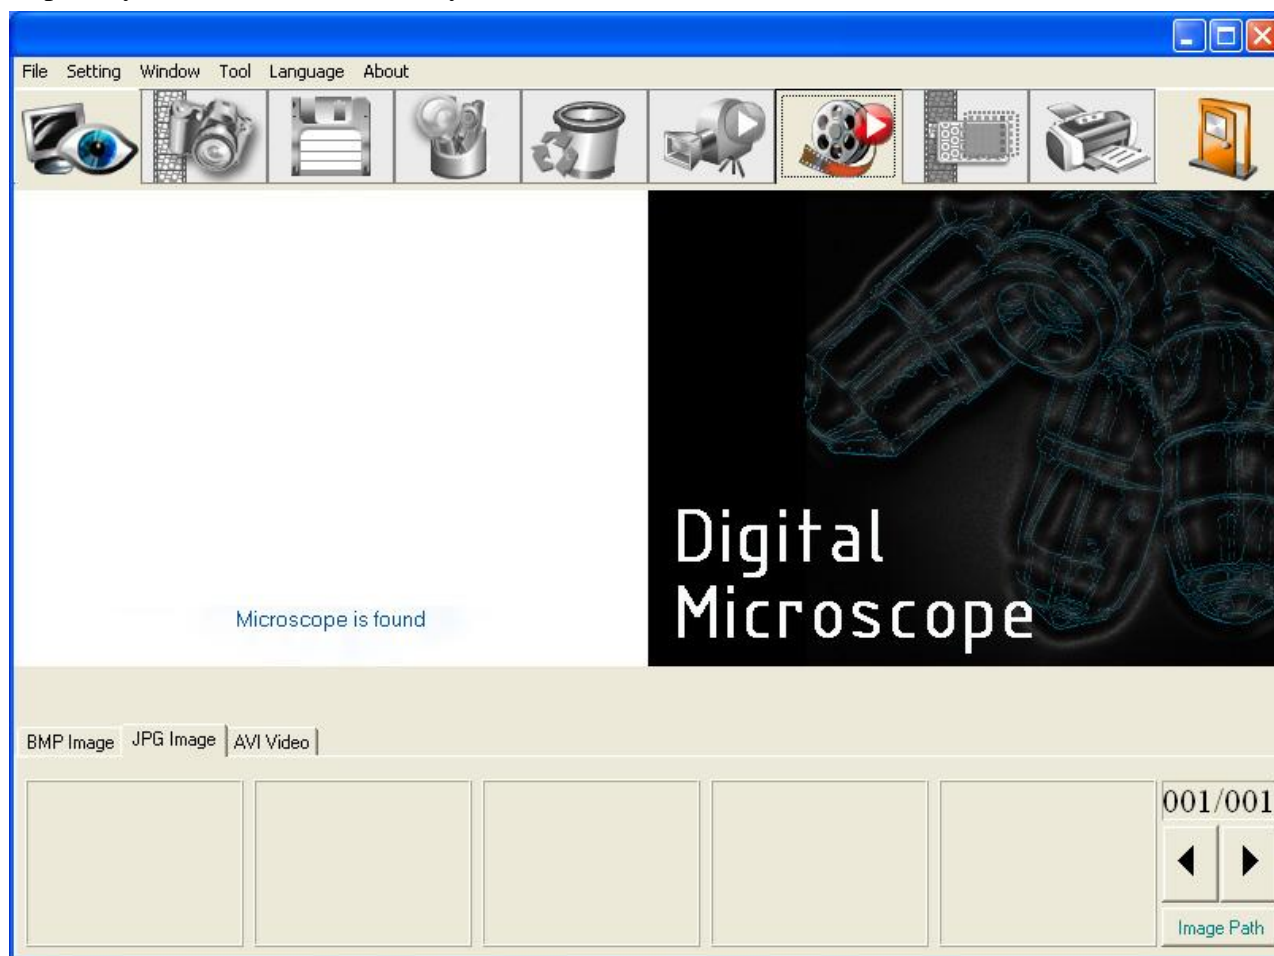 File Setting Window Tool Language About
Digital
Microscope
Microscope is found
BMP Image JPG Image AVI Video
001/001
Image Path